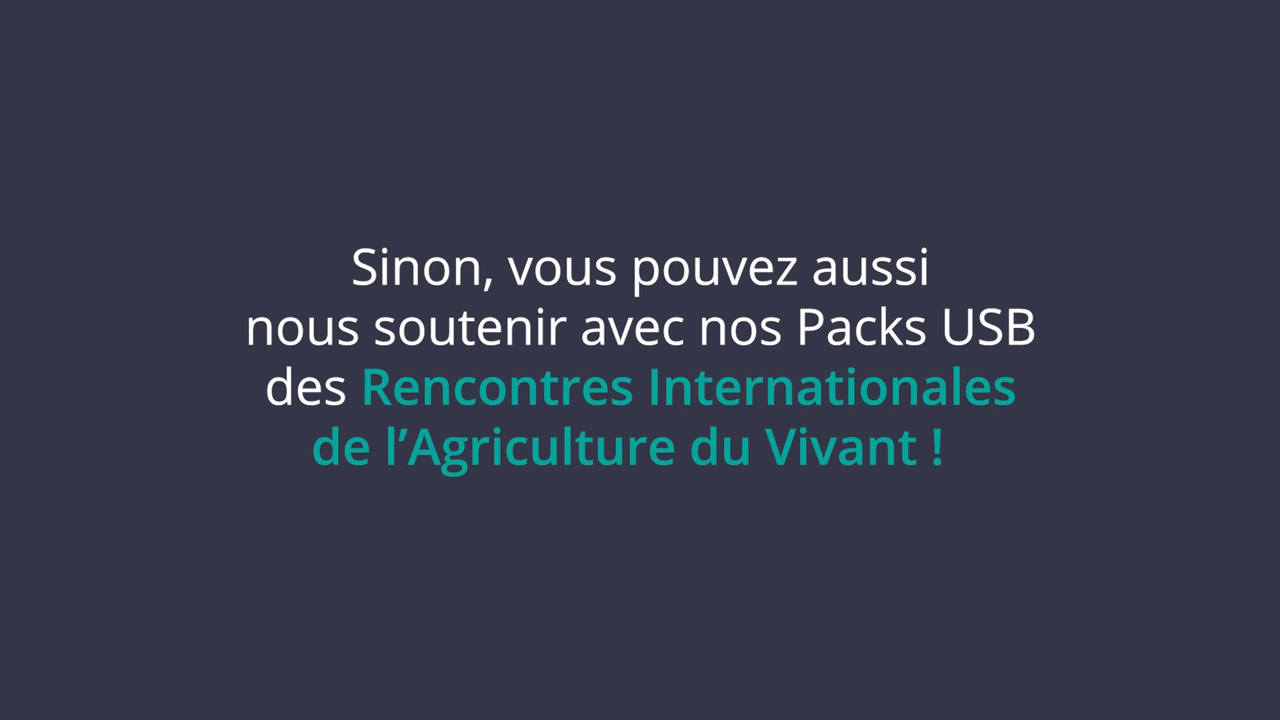 Sinon, vous pouvez aussi
nous soutenir avec nos Packs USB
des Rencontres Internationales
de l’Agriculture du Vivant !